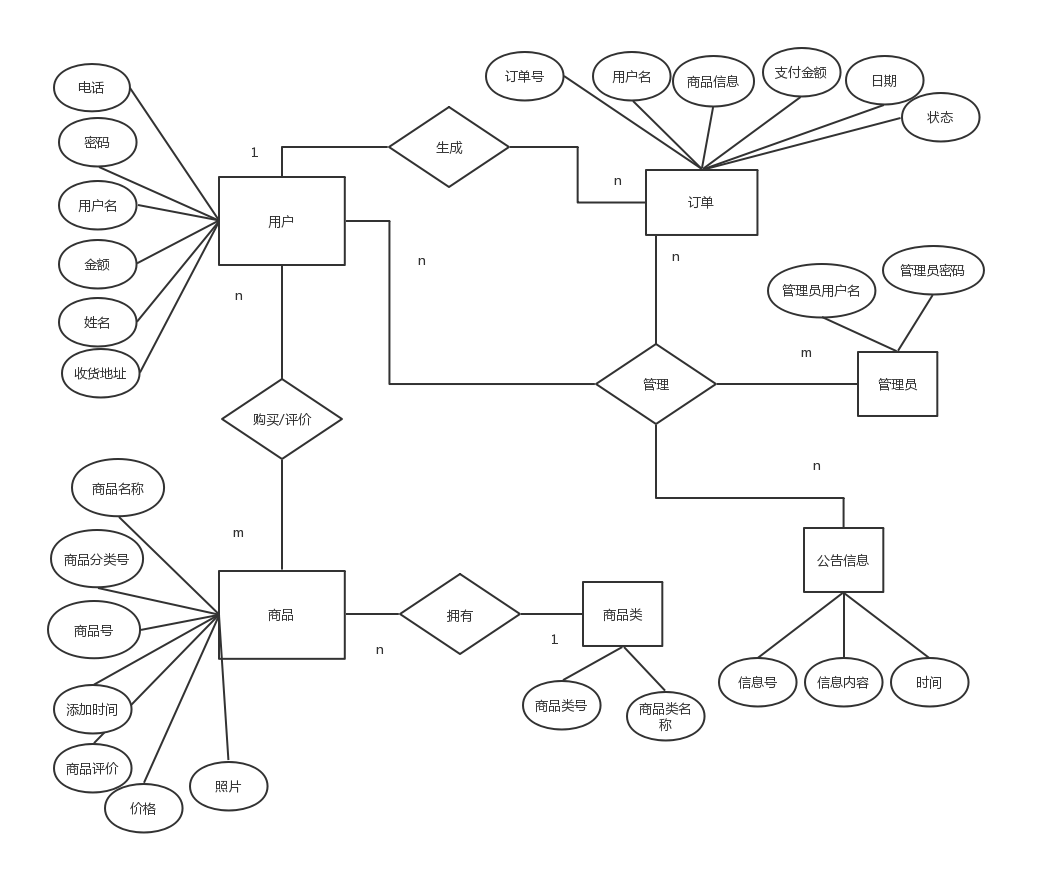 订单号
用户名
商品信息
支付金额
日期
状态
电话
密码
用户名
金额
姓名
收货地址
1
生成
n
用户
订单
n
n
n
管理员用户名
管理员密码
m
管理
管理员
购买/评价
n
商品名称
商品分类号
商品号
添加时间
商品评价
价格
照片
m
商品
n
拥有
1
商品类
商品类号
商品类名
称
公告信息
信息号
信息内容
时间